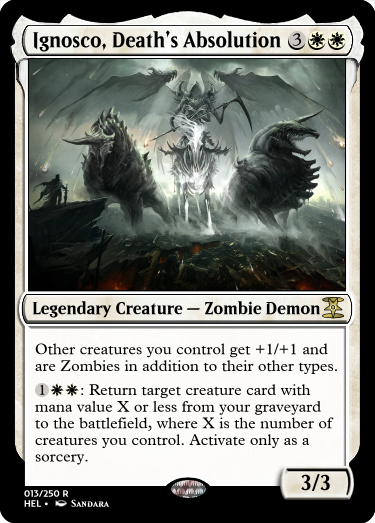 Ignosco, Death's Absolution 3
Legendary Creature — Zombie Demon
Other creatures you control get +1/+1 and
are Zombies in addition to their other types.
1: Return target creature card with
mana value X or less from your graveyard
to the battlefield, where X is the number of
creatures you control. Activate only as a
sorcery.
3/3
013/250 R
HEL • Sandara